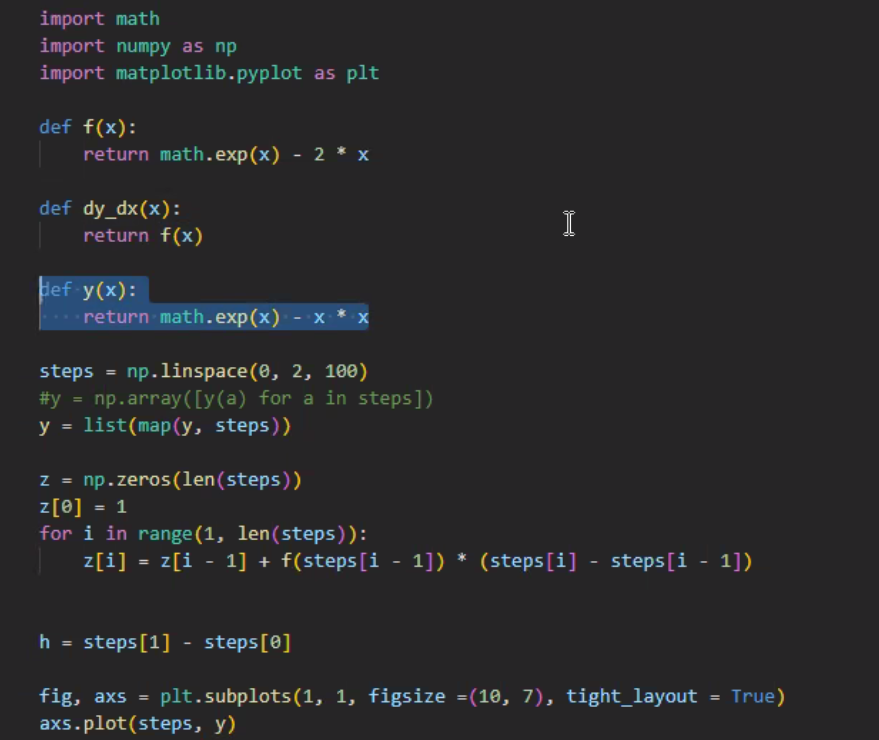 import math
import numpy as np
import matplotlib.pyplot as plt
def f(x):
return math.exp(x) - 2 * x
def dy_dx(x):
return f(x)
def y(x):
return math.exp(x) - x * x
steps = np.linspace(0, 2, 100)
#y = np.array([y(a) for a in steps])
y = list(map(y, steps))
z = np.zeros(len(steps))
z[0] = 1
for i in range(1, len(steps)):
z[i] = z[i - 1] + f(steps[i - 1]) * (steps[i] - steps[i - 1])
h = steps[1] - steps[0]
fig, axs = plt.subplots(1, 1, figsize =(10, 7), tight_layout = True)
axs.plot(steps, y)